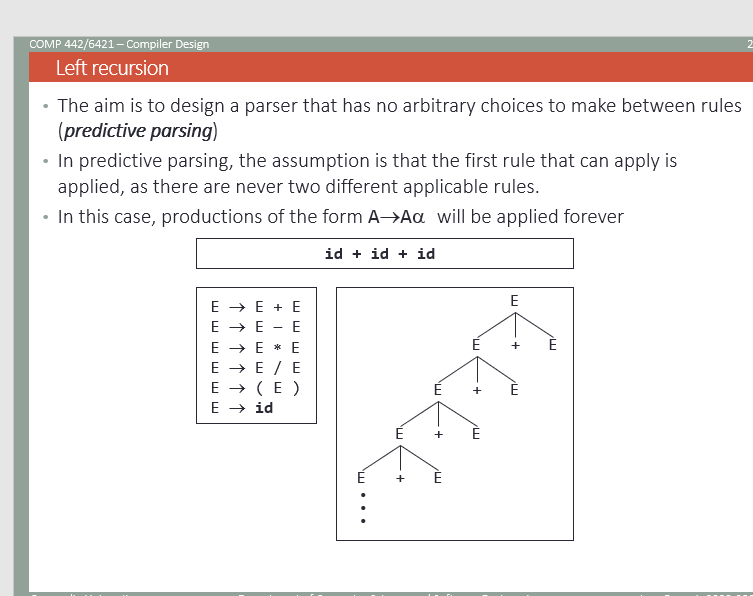 COMP 442/6421 – Compiler Design 2
Left recursion
• The aim is to design a parser that has no arbitrary choices to make between rules
(predictive parsing)
• In predictive parsing, the assumption is that the first rule that can apply is
applied, as there are never two different applicable rules.
• In this case, productions of the form A→Aα will be applied forever
id + id + id
E → E + E
E → E – E
E → E * E
E → E / E
E → ( E )
E → id
E
E + E
E + E
E + E
E + E